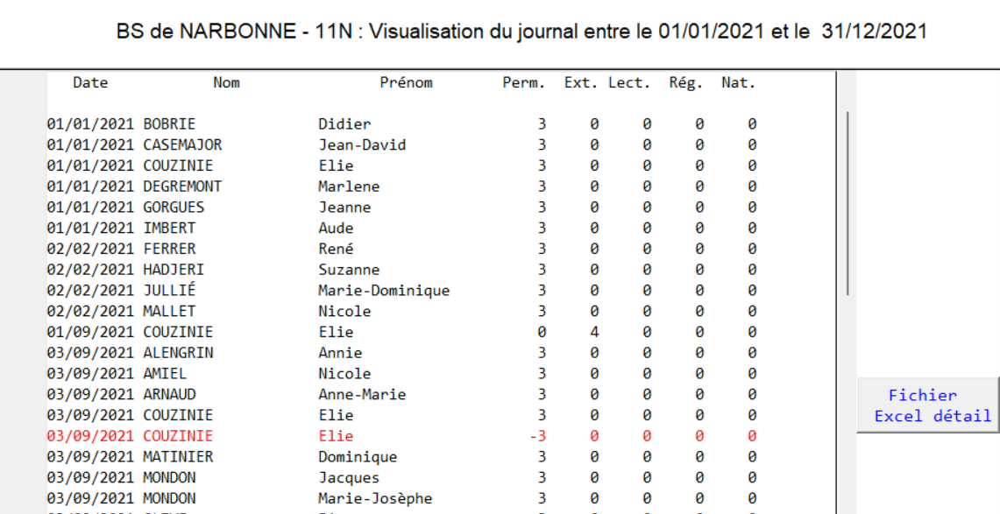 BS de NARBONNE - 11N : Visualisation du journal entre le 01/01/2021 et le 31/12/2021
Date Nom Prénom Perm. Ext. Lect. Rég. Nat.
01/01/2021 BOBRIE Didier 3 0 0 0 0
01/01/2021 CASEMAJOR Jean-David 3 0 0 0 0
01/01/2021 COUZINIE Elie 3 0 0 0 0
01/01/2021 DEGREMONT Marlene 3 0 0 0 0
01/01/2021 GORGUES Jeanne 3 0 0 0 0
01/01/2021 IMBERT Aude 3 0 0 0 0
02/02/2021 FERRER René 3 0 0 0 0
02/02/2021 HADJERI Suzanne 3 0 0 0 0
02/02/2021 JULLIÉ Marie-Dominique 3 0 0 0 0
02/02/2021 MALLET Nicole 3 0 0 0 0
01/09/2021 COUZINIE Elie 0 4 0 0 0
03/09/2021 ALENGRIN Annie 3 0 0 0 0
03/09/2021 AMIEL Nicole 3 0 0 0 0
03/09/2021 ARNAUD Anne-Marie 3 0 0 0 0
03/09/2021 COUZINIE Elie 3 0 0 0 0
03/09/2021 COUZINIE Elie -3 0 0 0 0
03/09/2021 MATINIER Dominique 3 0 0 0 0
03/09/2021 MONDON Jacques 3 0 0 0 0
03/09/2021 MONDON Marie-Josèphe 3 0 0 0 0
Fichier
Excel détail